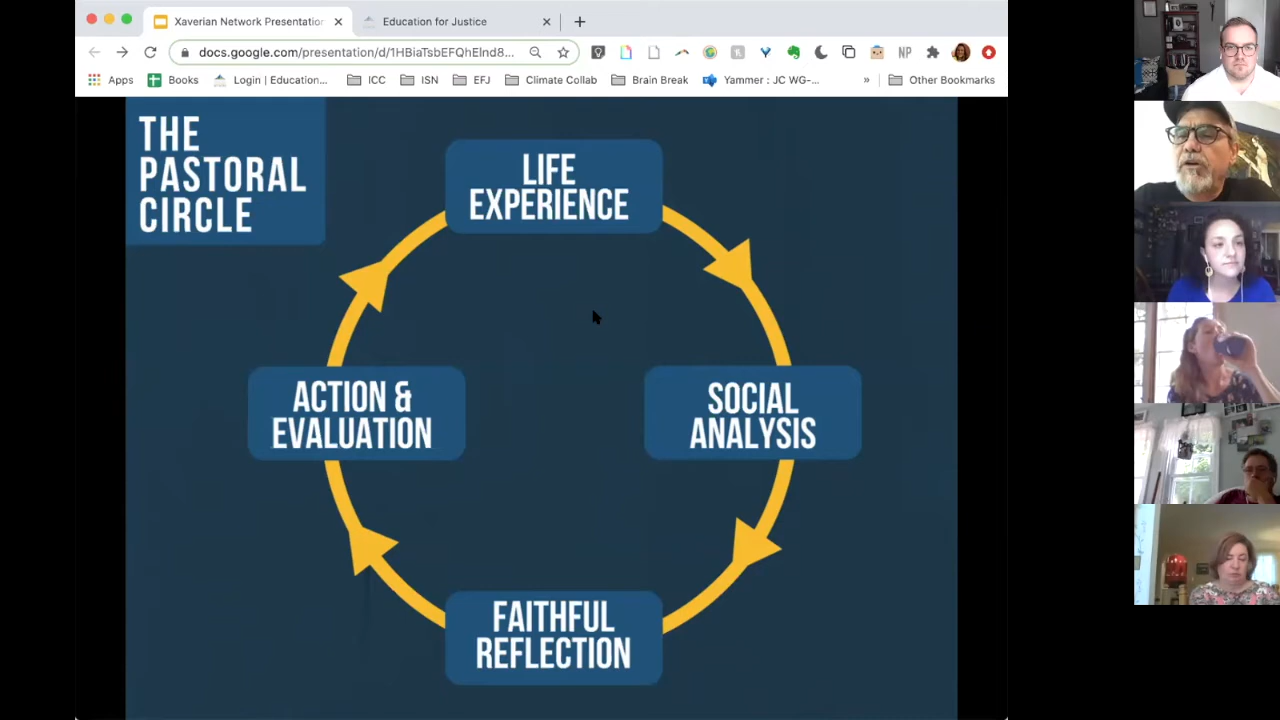 Xaverian Network Presentation
Education for Justice
docs.google.com/presentation/d/1HBiaTsbEFQhElnd8...
NP
Apps
Books
Login | Education...
ICC
ISN
EFJ
Climate Collab
Brain Break
Yammer : JC WG-...
»
Other Bookmarks
THE
PASTORAL
CIRCLE
LIFE
EXPERIENCE
ACTION &
EVALUATION
SOCIAL
ANALYSIS
FAITHFUL
REFLECTION